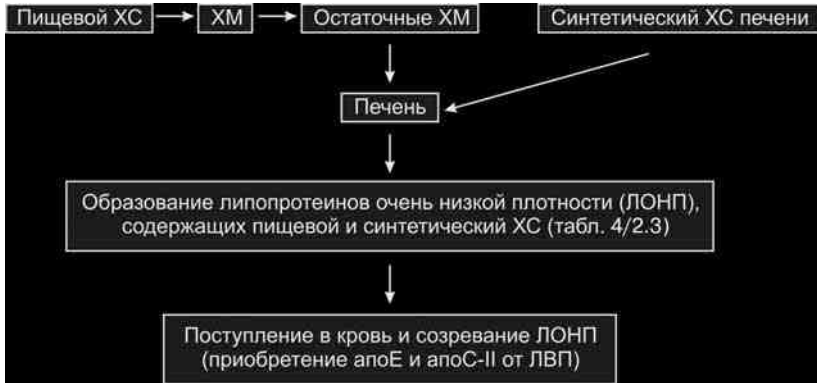 Пищевой ХС
ХМ
Остаточные ХМ
Синтетический ХС печени
Печень
Образование липопротеинов очень низкой плотности (ЛОНП),
содержащих пищевой и синтетический ХС (табл. 4/2.3)
Поступление в кровь и созревание ЛОНП
(приобретение апоЕ и апоС-II от ЛВП)